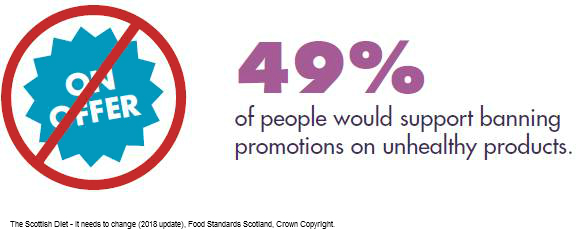 ON
OFFER
49%
of people would support banning
promotions on unhealthy products.
The Scottish Diet - It needs to change (2018 update), Food Standards Scotland, Crown Copyright.